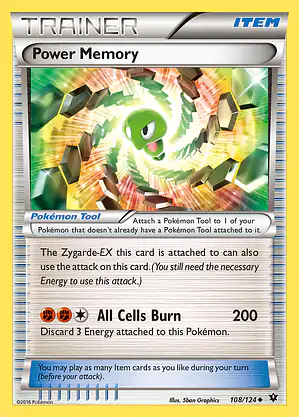 TRAINER
ITEM
Power Memory
Pokémon Tool
Attach a Pokémon Tool to 1 of your
Pokémon that doesn't already have a Pokémon Tool attached to it.
The Zygarde-EX this card is attached to can also
use the attack on this card.(You still need the necessary
Energy to use this attack.)
All Cells Burn 200
Discard 3 Energy attached to this Pokémon.
You may play as many Item cards as you like during your turn
(before your attack).
©2016 Pokémon
Illus. 5ban Graphics
108/124